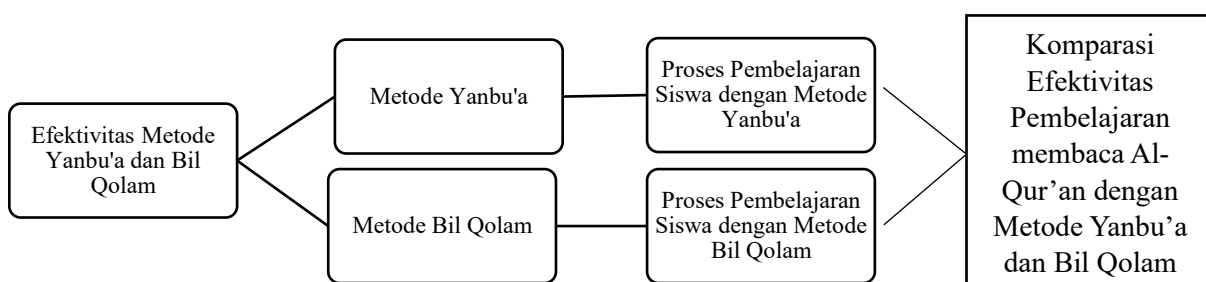 Efektivitas Metode
Yanbu'a dan Bil
Qolam
Metode Yanbu'a
Proses Pembelajaran
Siswa dengan Metode
Yanbu'a
Metode Bil Qolam
Proses Pembelajaran
Siswa dengan Metode
Bil Qolam
Komparasi
Efektivitas
Pembelajaran
membaca Al-
Qur’an dengan
Metode Yanbu’a
dan Bil Qolam